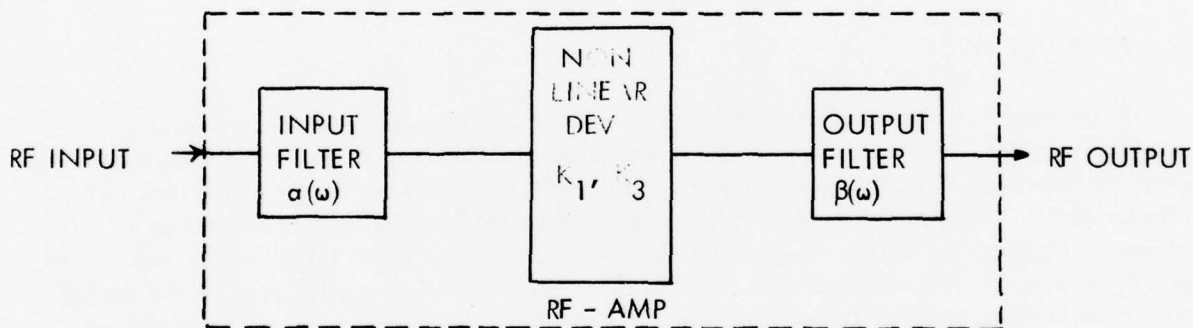 RF INPUT
INPUT
FILTER
α(ω)
NON
LINEAR
DEV
K1, K3
OUTPUT
FILTER
β(ω)
RF OUTPUT
RF - AMP